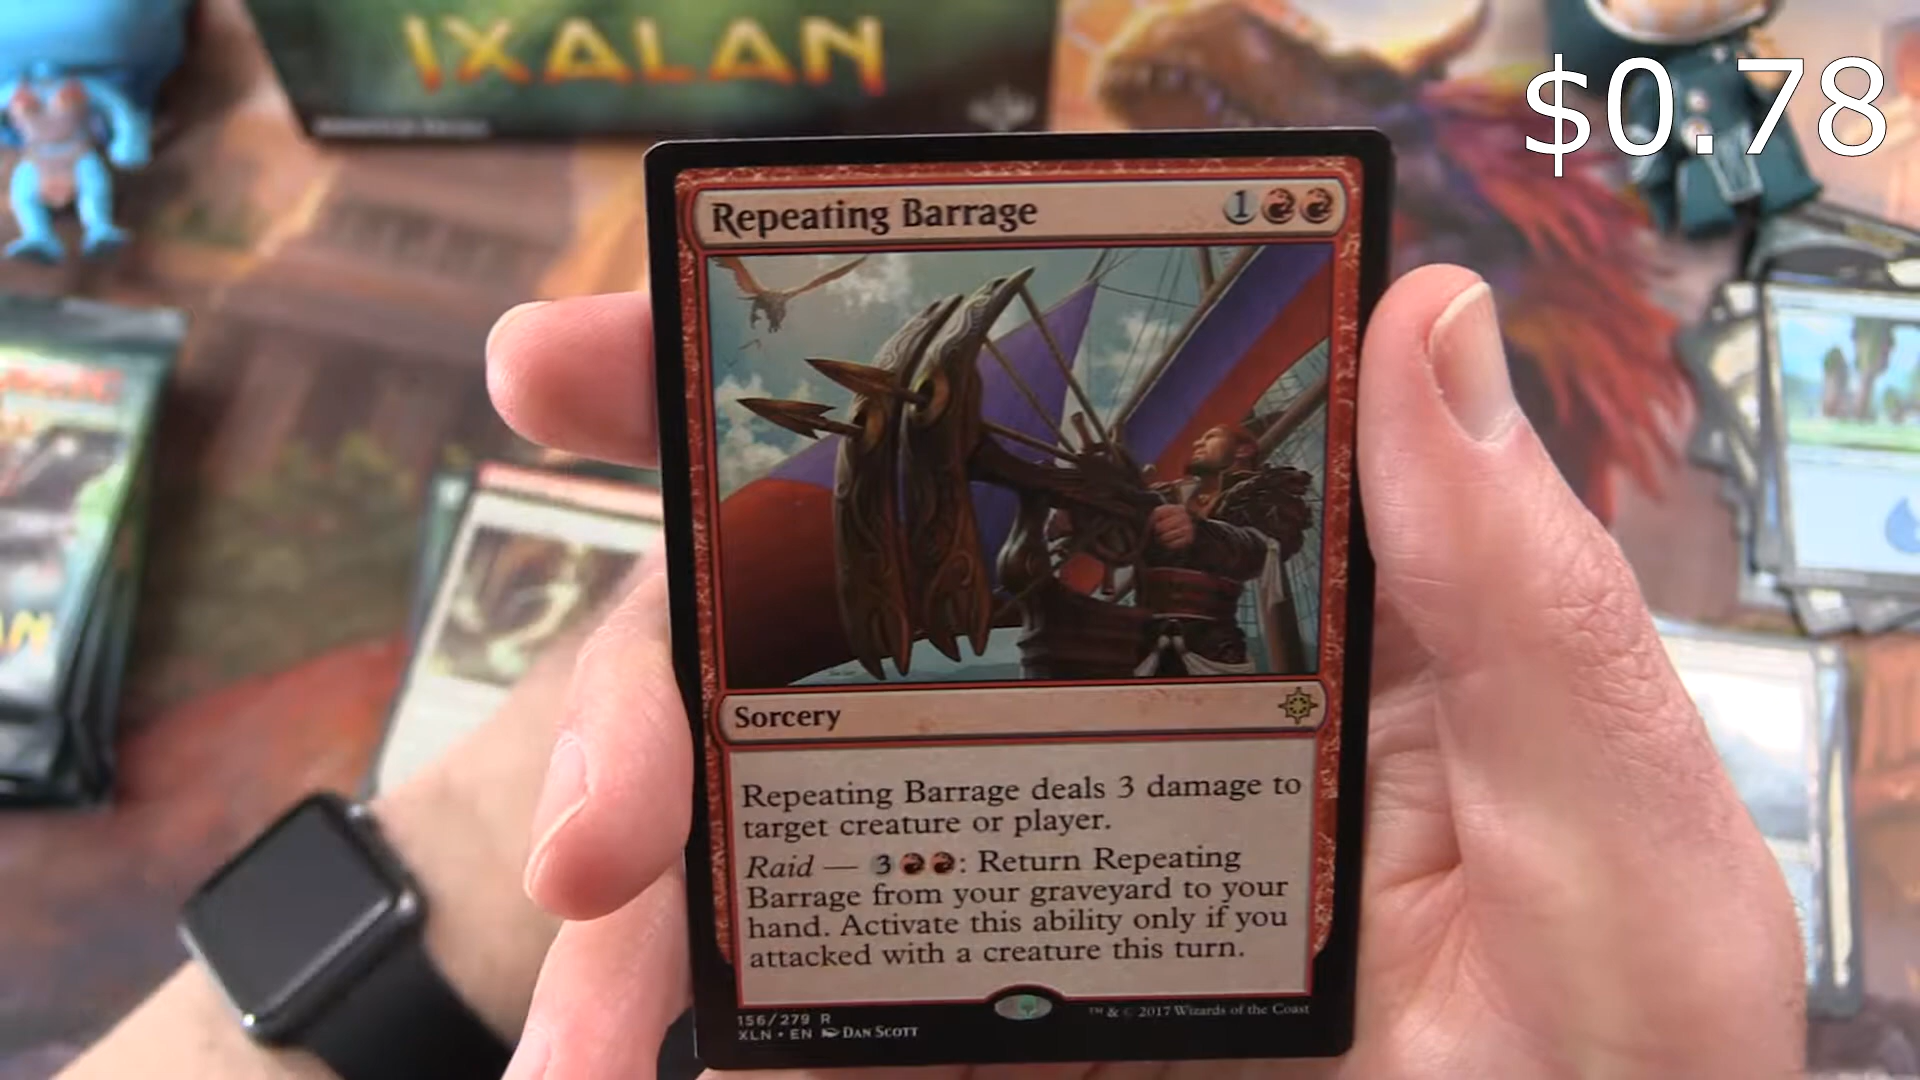 IXALAN
$0.78
Repeating Barrage 1
Sorcery
Repeating Barrage deals 3 damage to
target creature or player.
Raid — 3: Return Repeating
Barrage from your graveyard to your
hand. Activate this ability only if you
attacked with a creature this turn.
156/279 R
XLN • EN DAN SCOTT
™ & © 2017 Wizards of the Coast
AN